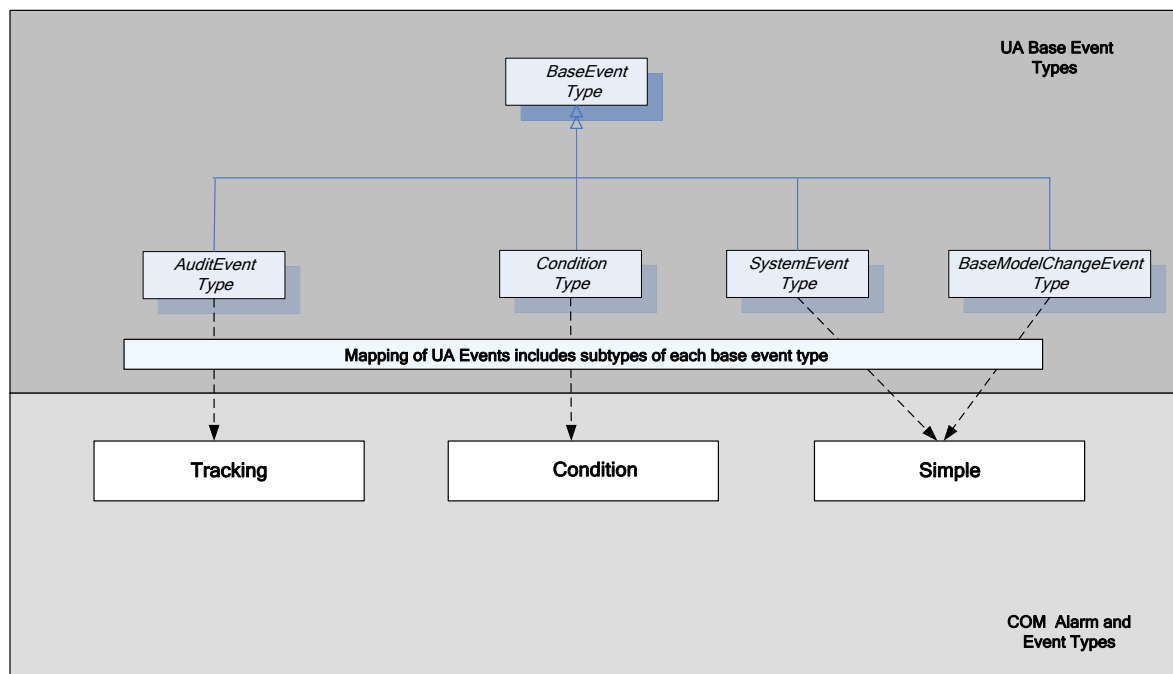 UA Base Event
Types
BaseEvent
Type
AuditEvent
Type
Condition
Type
SystemEvent
Type
BaseModelChangeEvent
Type
Mapping of UA Events includes subtypes of each base event type
Tracking
Condition
Simple
COM Alarm and
Event Types